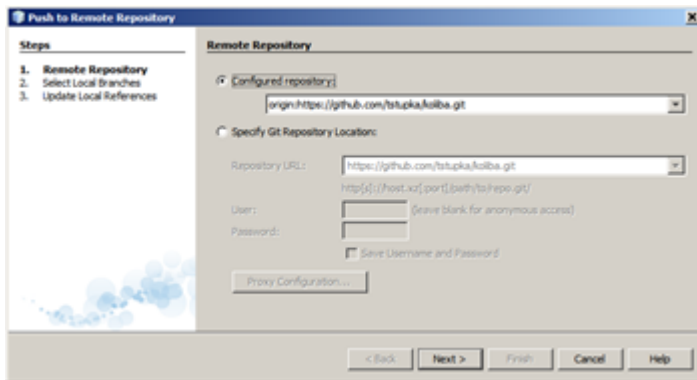 Push to Remote Repository
Steps
1. Remote Repository
2. Select Local Branches
3. Update Local References
Remote Repository
Configured repository:
origin:https://github.com/tstupka/koliba.git
Specify Git Repository Location:
Repository URL: https://github.com/tstupka/koliba.git
http[s]://host.xz[:port]/path/to/repo.git/
User: (leave blank for anonymous access)
Password:
Save Username and Password
Proxy Configuration...
< Back Next > Finish Cancel Help